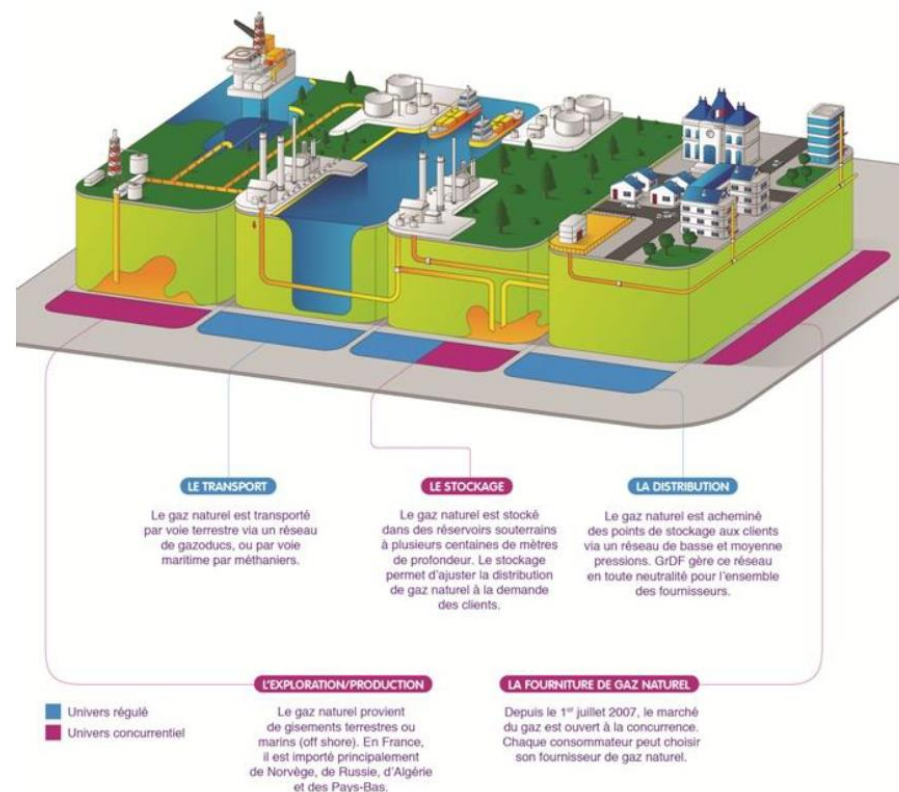 LE TRANSPORT
Le gaz naturel est transporté
par voie terrestre via un réseau
de gazoducs, ou par voie
maritime par méthaniers.
LE STOCKAGE
Le gaz naturel est stocké
dans des réservoirs souterrains
à plusieurs centaines de mètres
de profondeur. Le stockage
permet d'ajuster la distribution
de gaz naturel à la demande
des clients.
LA DISTRIBUTION
Le gaz naturel est acheminé
des points de stockage aux clients
via un réseau de basse et moyenne
pressions. GrDF gère ce réseau
en toute neutralité pour l'ensemble
des fournisseurs.
Univers régulé
Univers concurrentiel
L'EXPLORATION/PRODUCTION
Le gaz naturel provient
de gisements terrestres ou
marins (off shore). En France,
il est importé principalement
de Norvège, de Russie, d'Algérie
et des Pays-Bas.
LA FOURNITURE DE GAZ NATUREL
Depuis le 1er juillet 2007, le marché
du gaz est ouvert à la concurrence.
Chaque consommateur peut choisir
son fournisseur de gaz naturel.